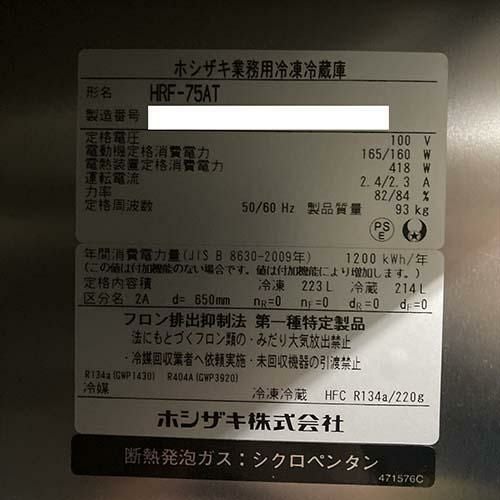 ホシザキ業務用冷凍冷蔵庫
形名 HRF-75AT
製造番号
定格電圧 100 V
電動機定格消費電力 165/160 W
電熱装置定格消費電力 418 W
運転電流 2.4/2.3 A
力率 82/84 %
定格周波数 50/60 Hz 製品質量 93 kg
PS E
年間消費電力量(JIS B 8630-2009年) 1200 kWh/年
(この値は付加機能のない場合です。値は付加機能により増加します。)
定格内容積 冷凍 223 L 冷蔵 214 L
区分名 2A d= 650mm nR=0 nF=0 dR=0 dF=0
フロン排出抑制法 第一種特定製品
・法にもとづくフロン類の・みだり大気放出禁止
・冷媒回収業者へ依頼実施・未回収機器の引渡禁止
R134a(GWP1430) R404A(GWP3920)
冷媒 冷凍冷蔵 HFC R134a/220g
ホシザキ株式会社
断熱発泡ガス:シクロペンタン
471576C